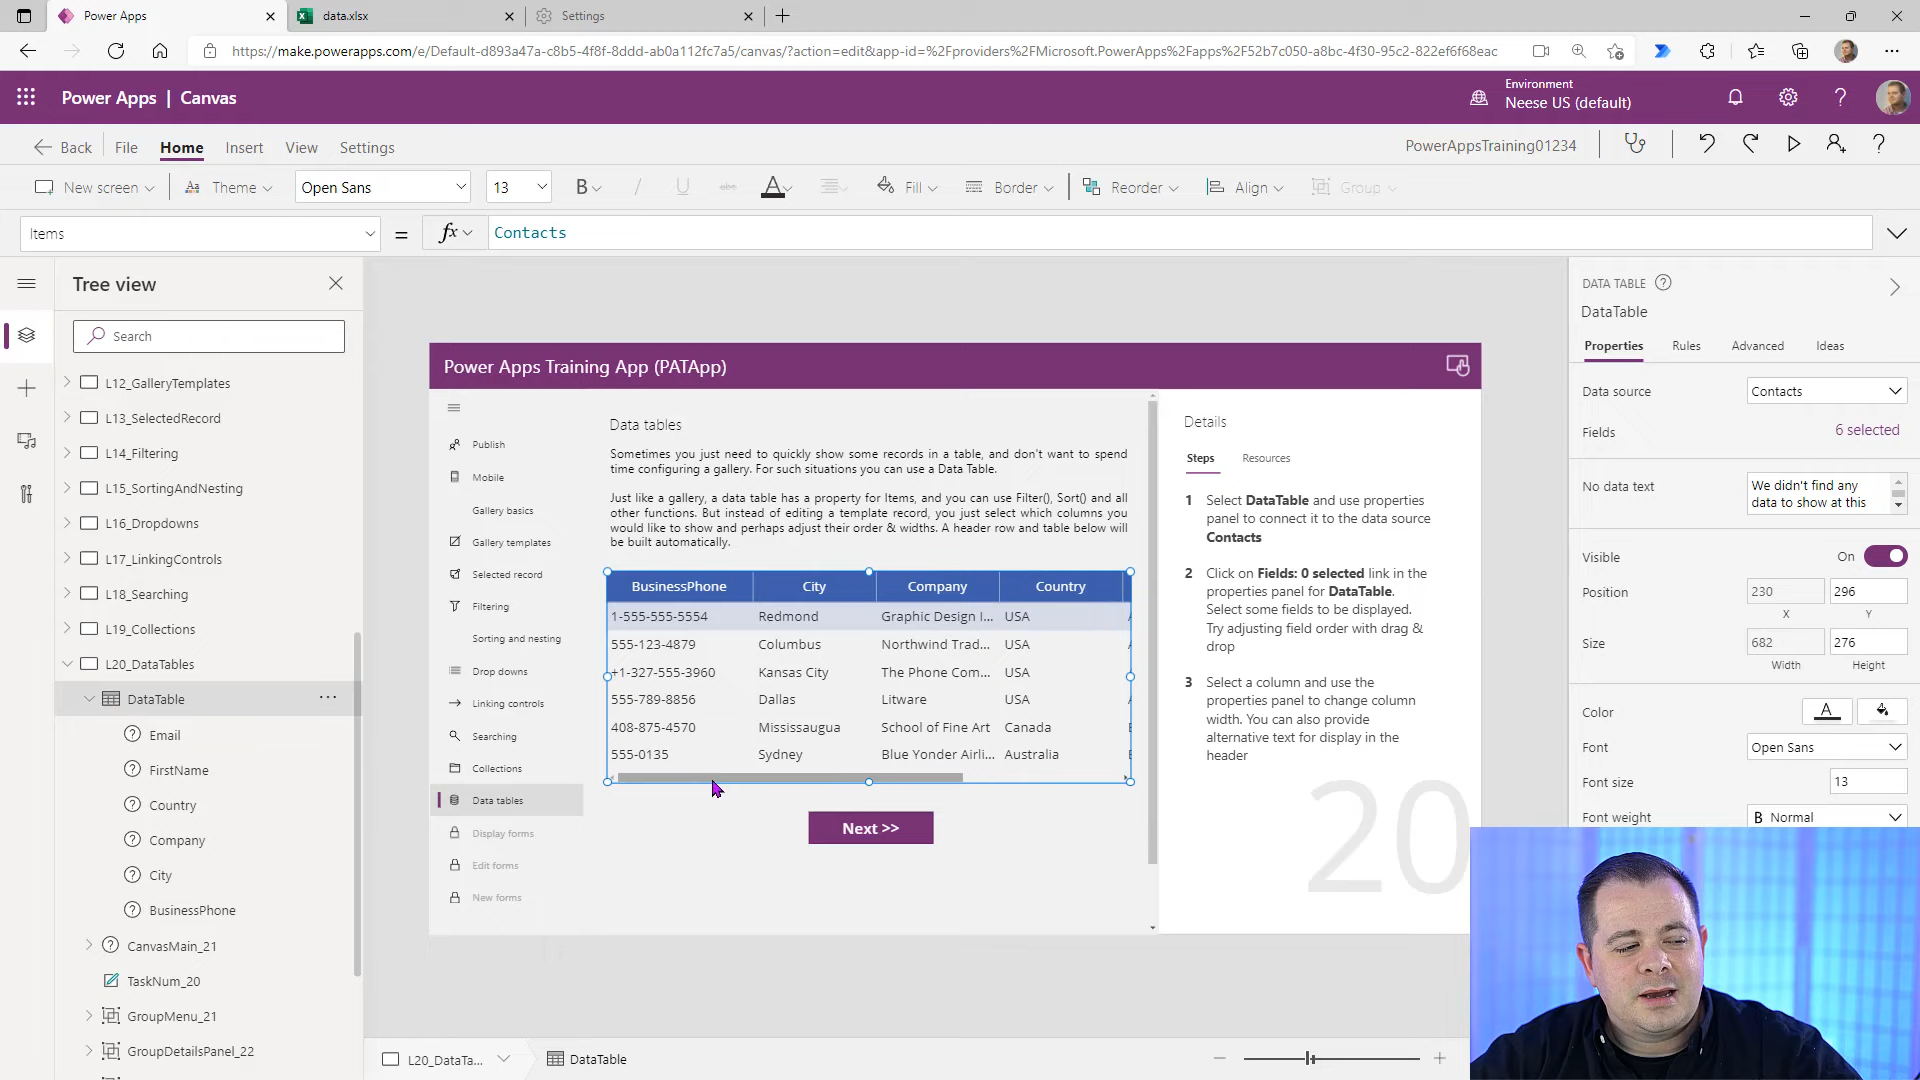 Power Apps
data.xlsx
Settings
https://make.powerapps.com/e/Default-d893a47a-c8b5-4f8f-8ddd-ab0a112fc7a5/canvas/?action=edit&app-id=%2Fproviders%2FMicrosoft.PowerApps%2Fapps%2F52b7c050-a8bc-4f30-95c2-822ef6f68eac
Power Apps | Canvas
Environment
Neese US (default)
Back
File
Home
Insert
View
Settings
PowerAppsTraining01234
New screen
Theme
Open Sans
13
B
Fill
Border
Reorder
Align
Group
Items
=
fx
Contacts
Tree view
Search
L12_GalleryTemplates
L13_SelectedRecord
L14_Filtering
L15_SortingAndNesting
L16_Dropdowns
L17_LinkingControls
L18_Searching
L19_Collections
L20_DataTables
DataTable
Email
FirstName
Country
Company
City
BusinessPhone
CanvasMain_21
TaskNum_20
GroupMenu_21
GroupDetailsPanel_22
Power Apps Training App (PATApp)
Publish
Mobile
Gallery basics
Gallery templates
Selected record
Filtering
Sorting and nesting
Drop downs
Linking controls
Searching
Collections
Data tables
Display forms
Edit forms
New forms
Data tables
Sometimes you just need to quickly show some records in a table, and don't want to spend
time configuring a gallery. For such situations you can use a Data Table.
Just like a gallery, a data table has a property for Items, and you can use Filter(), Sort() and all
other functions. But instead of editing a template record, you just select which columns you
would like to show and perhaps adjust their order & widths. A header row and table below will
be built automatically.
BusinessPhone City Company Country
1-555-555-5554 Redmond Graphic Design I... USA
555-123-4879 Columbus Northwind Trad... USA
+1-327-555-3960 Kansas City The Phone Com... USA
555-789-8856 Dallas Litware USA
408-875-4570 Mississaugua School of Fine Art Canada
555-0135 Sydney Blue Yonder Airli... Australia
Next >>
Details
Steps
Resources
1 Select DataTable and use properties
panel to connect it to the data source
Contacts
2 Click on Fields: 0 selected link in the
properties panel for DataTable.
Select some fields to be displayed.
Try adjusting field order with drag &
drop
3 Select a column and use the
properties panel to change column
width. You can also provide
alternative text for display in the
header
20
DATA TABLE
DataTable
Properties
Rules
Advanced
Ideas
Data source
Contacts
Fields
6 selected
No data text
We didn't find any
data to show at this
Visible
On
Position
230
296
X
Y
Size
682
276
Width
Height
Color
A
Font
Open Sans
Font size
13
Font weight
B Normal
L20_DataTa...
DataTable